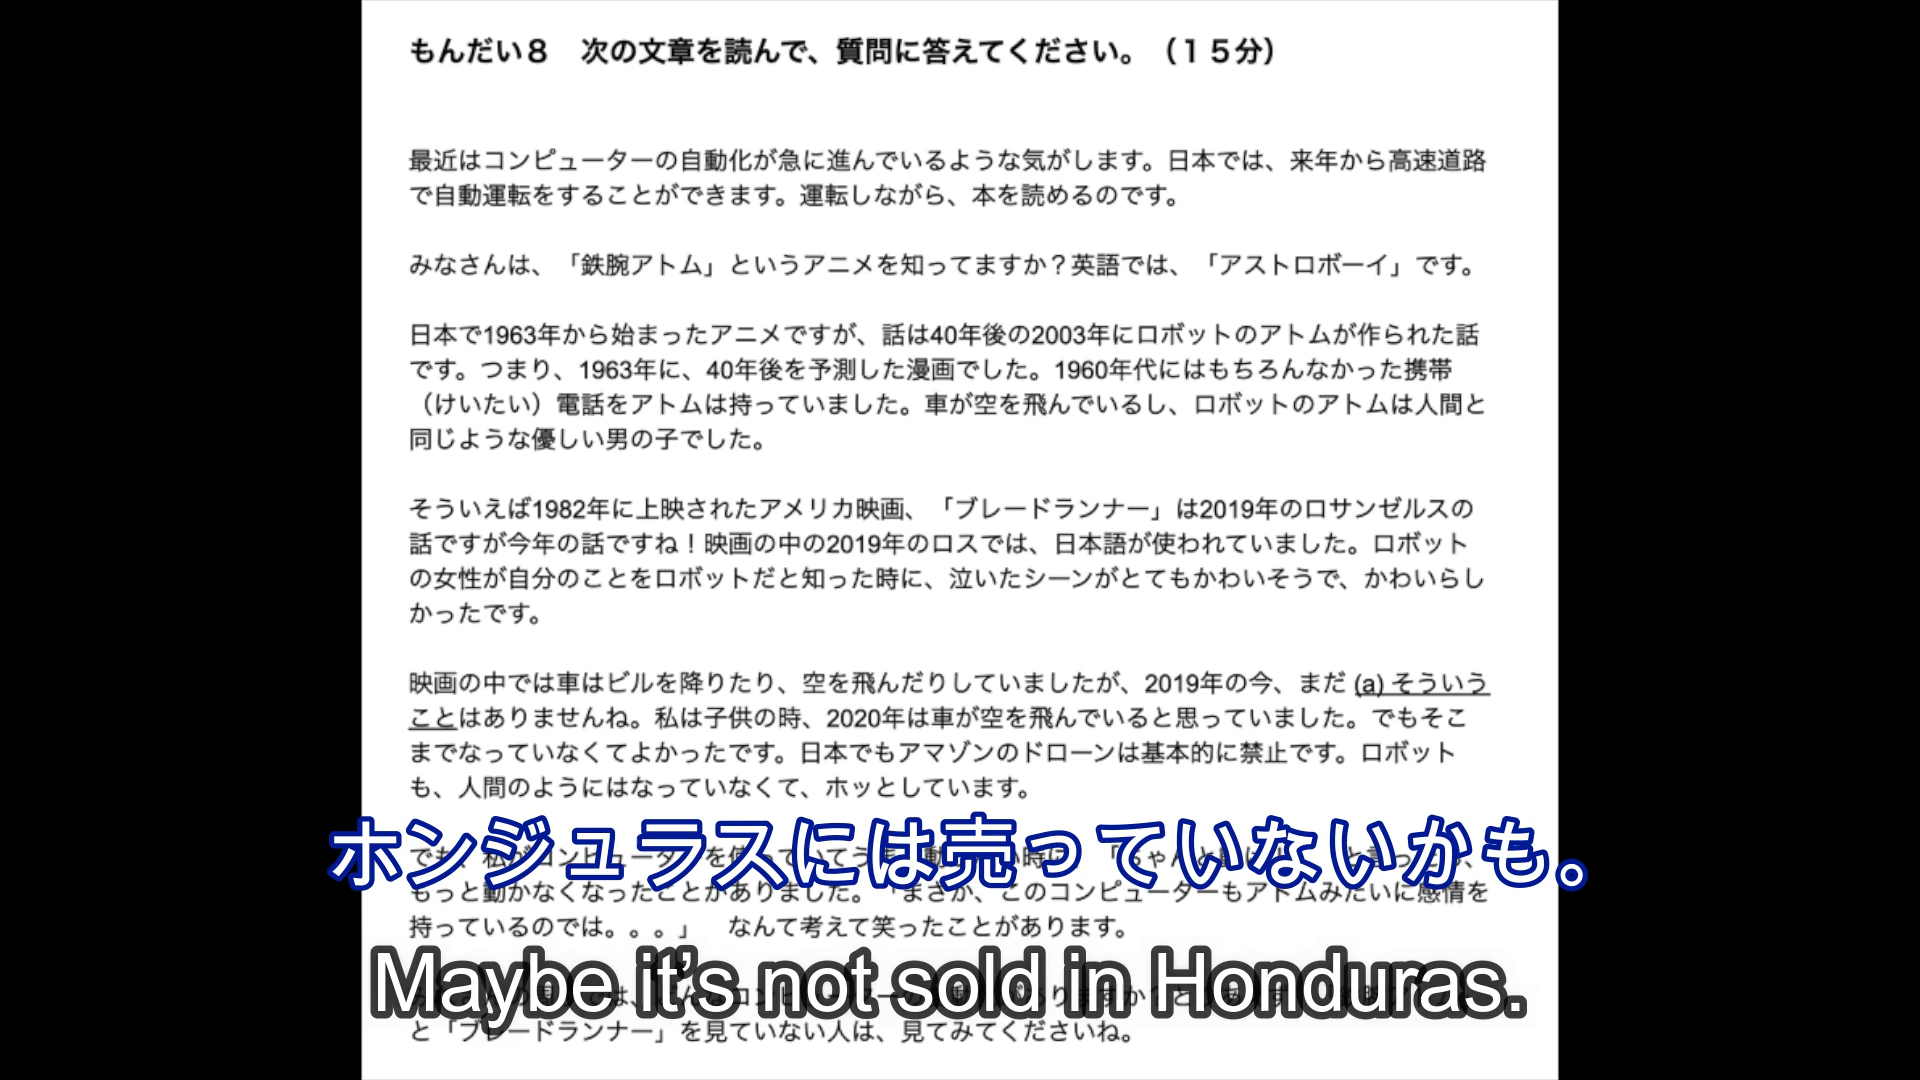 もんだい８　次の文章を読んで、質問に答えてください。（１５分）
最近はコンピューターの自動化が急に進んでいるような気がします。日本では、来年から高速道路
で自動運転をすることができます。運転しながら、本を読めるのです。
みなさんは、「鉄腕アトム」というアニメを知ってますか？英語では、「アストロボーイ」です。
日本で1963年から始まったアニメですが、話は40年後の2003年にロボットのアトムが作られた話
です。つまり、1963年に、40年後を予測した漫画でした。1960年代にはもちろんなかった携帯
（けいたい）電話をアトムは持っていました。車が空を飛んでいるし、ロボットのアトムは人間と
同じような優しい男の子でした。
そういえば1982年に上映されたアメリカ映画、「ブレードランナー」は2019年のロサンゼルスの
話ですが今年の話ですね！映画の中の2019年のロスでは、日本語が使われていました。ロボット
の女性が自分のことをロボットだと知った時に、泣いたシーンがとてもかわいそうで、かわいらし
かったです。
映画の中では車はビルを降りたり、空を飛んだりしていましたが、2019年の今、まだ (a) そういう
ことはありませんね。私は子供の時、2020年は車が空を飛んでいると思っていました。でもそこ
までなっていなくてよかったです。日本でもアマゾンのドローンは基本的に禁止です。ロボット
も、人間のようにはなっていなくて、ホッとしています。
ホンジュラスには売っていないかも。
もっと動かなくなったことがありました。「まさか、このコンピューターもアトムみたいに感情を
持っているのでは。。。」　なんて考えて笑ったことがあります。
Maybe it's not sold in Honduras.
と「ブレードランナー」を見ていない人は、見てみてくださいね。